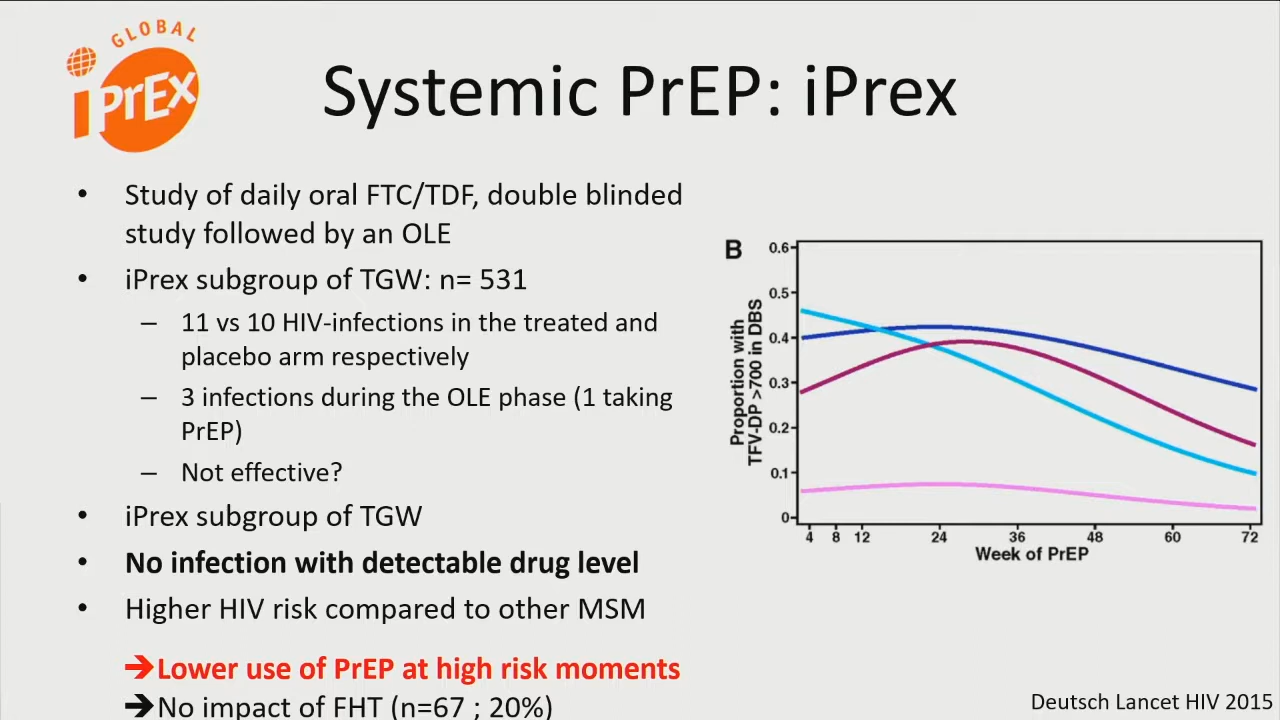 GLOBAL
iPrEx
Systemic PrEP: iPrex
• Study of daily oral FTC/TDF, double blinded
study followed by an OLE
• iPrex subgroup of TGW: n= 531
– 11 vs 10 HIV-infections in the treated and
placebo arm respectively
– 3 infections during the OLE phase (1 taking
PrEP)
– Not effective?
• iPrex subgroup of TGW
• No infection with detectable drug level
• Higher HIV risk compared to other MSM
➔Lower use of PrEP at high risk moments
➔No impact of FHT (n=67 ; 20%)
B
Proportion with
TFV-DP >700 in DBS
0.6
0.5
0.4
0.3
0.2
0.1
0
4 8 12 24 36 48 60 72
Week of PrEP
Deutsch Lancet HIV 2015